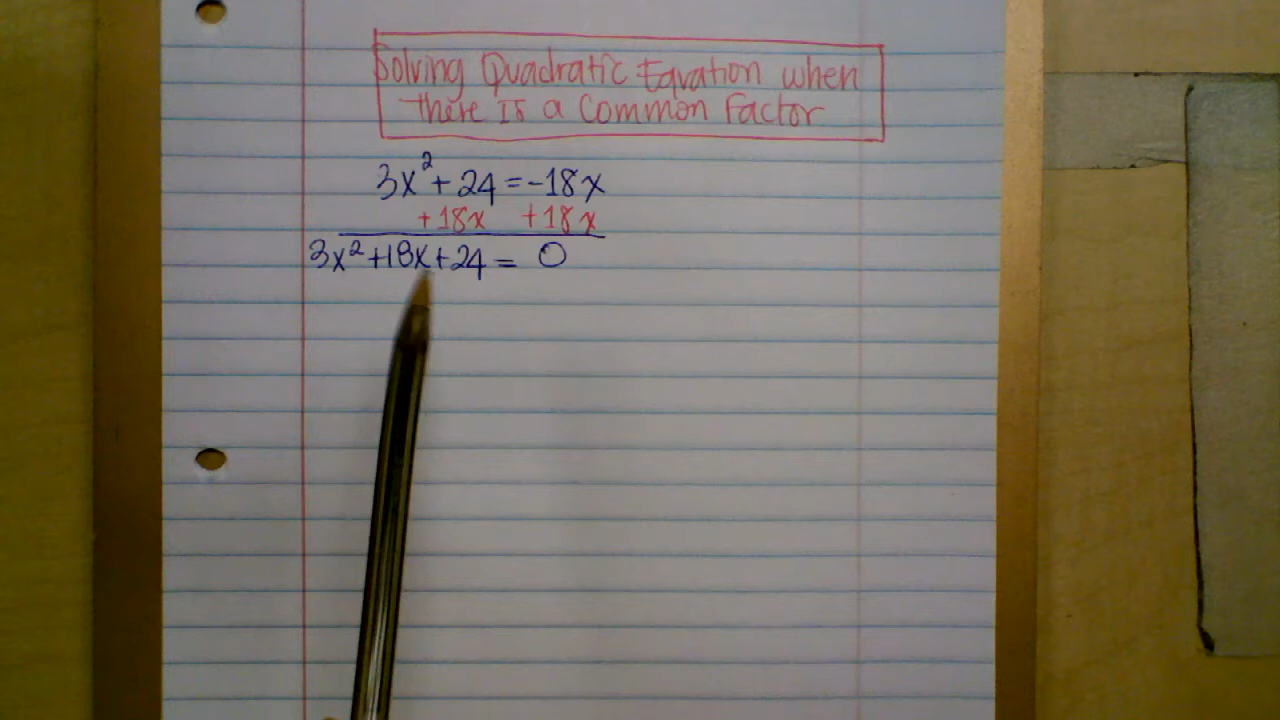 Solving Quadratic Equation when
there Is a Common Factor
3x² + 24 = -18x
+18x +18x
3x² +18x+24 = 0